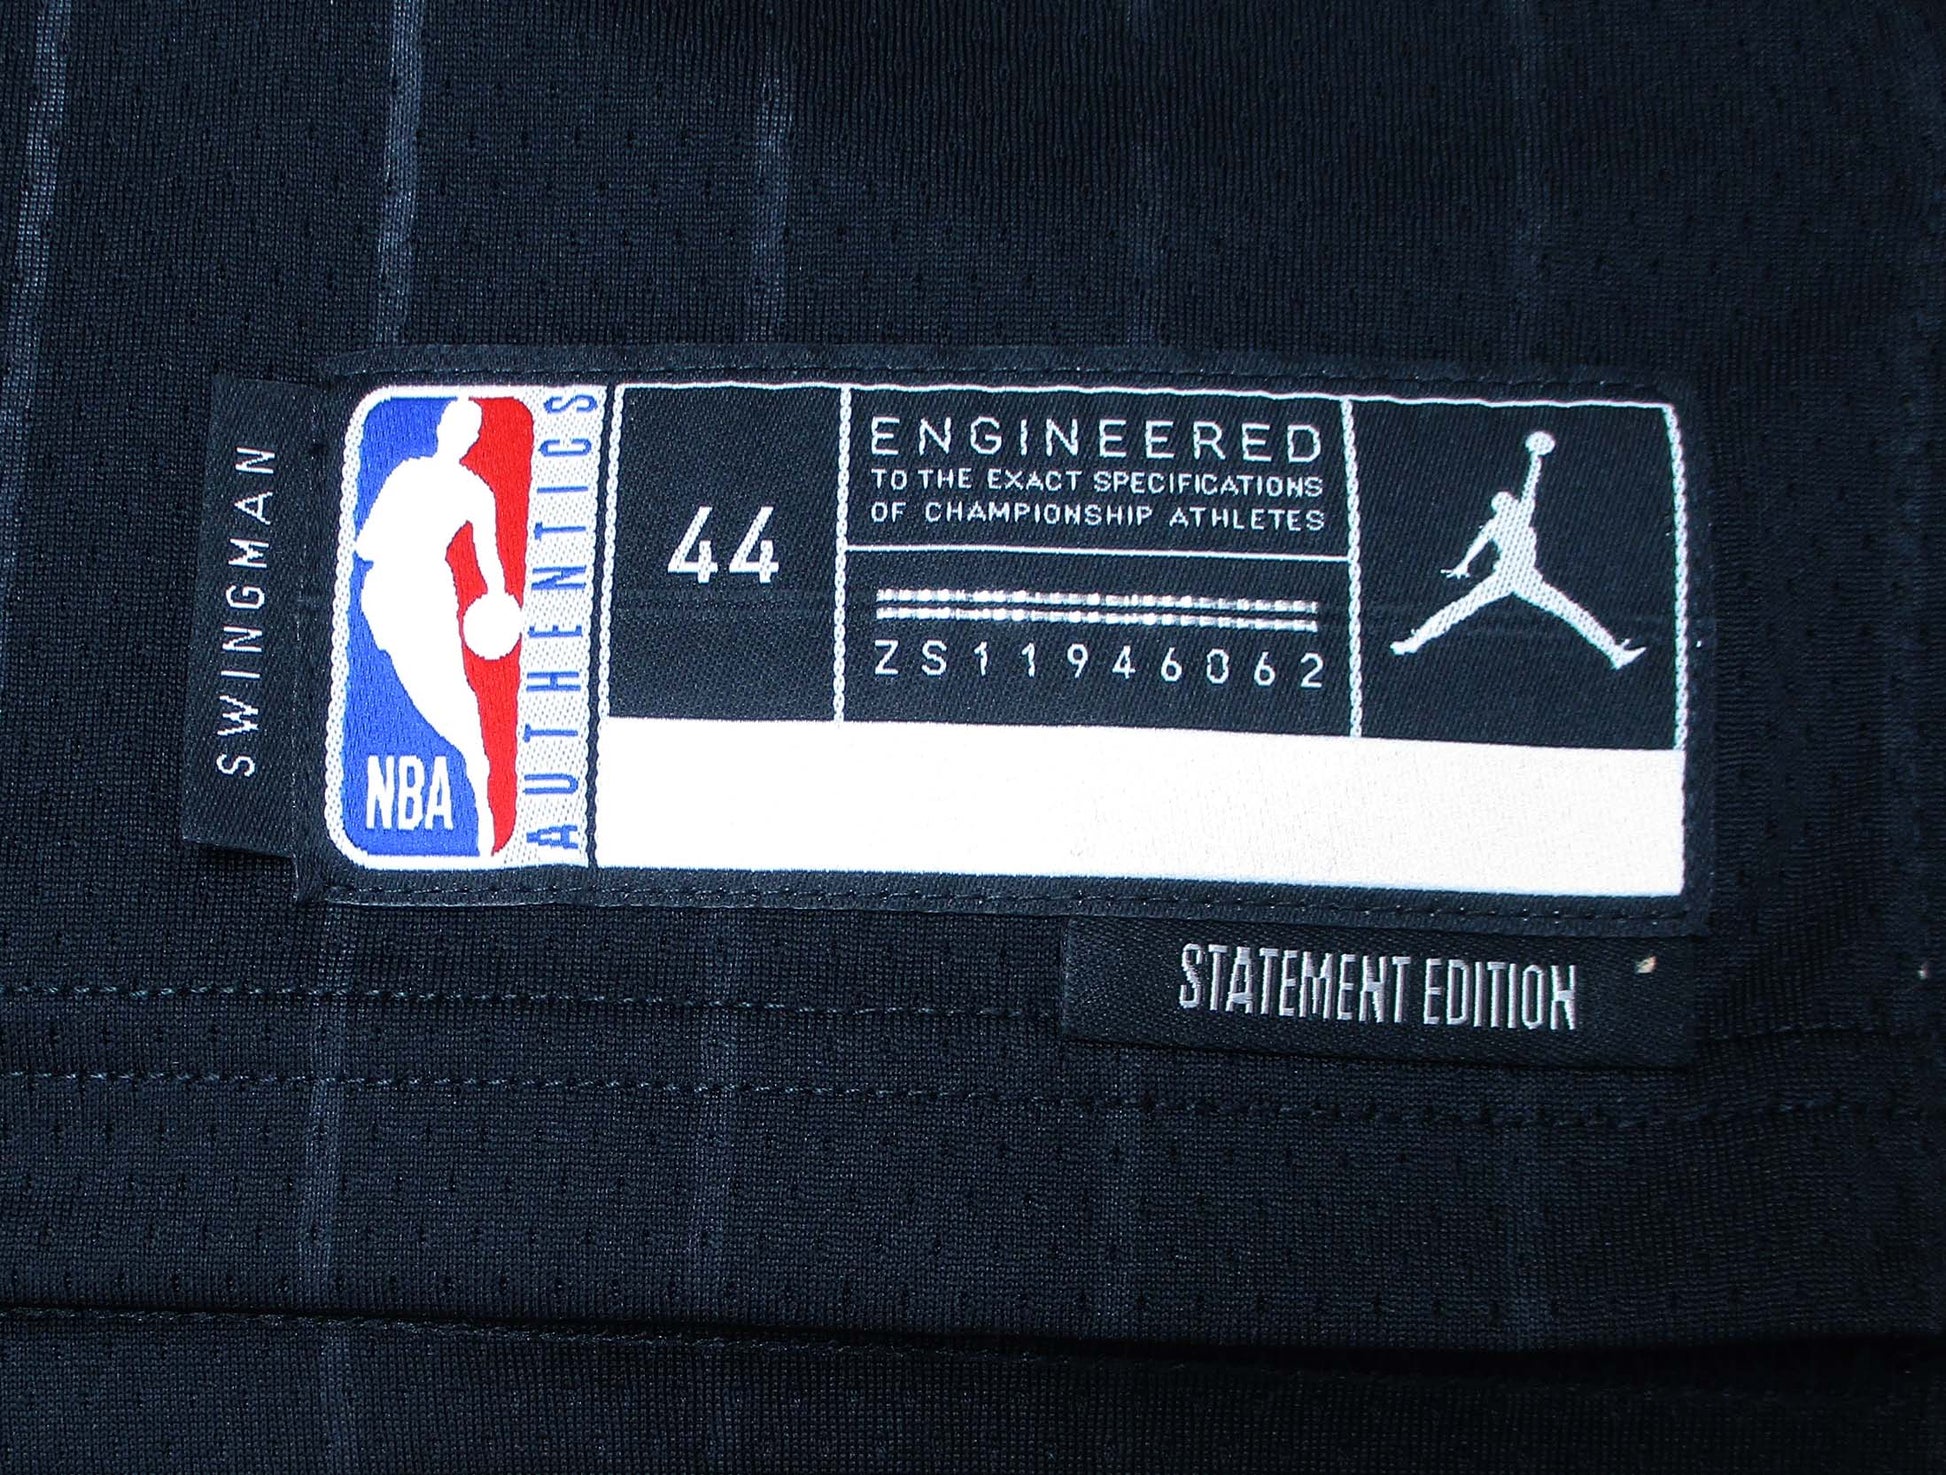 SWINGMAN
NBA
AUTHENTICS
44
ENGINEERED
TO THE EXACT SPECIFICATIONS
OF CHAMPIONSHIP ATHLETES
ZS11946062
STATEMENT EDITION